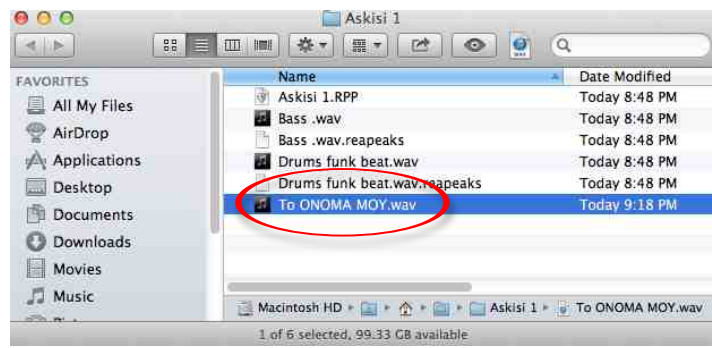 Askisi 1
FAVORITES
All My Files
AirDrop
Applications
Desktop
Documents
Downloads
Movies
Music
Name Date Modified
Askisi 1.RPP Today 8:48 PM
Bass .wav Today 8:48 PM
Bass .wav.reapeaks Today 8:48 PM
Drums funk beat.wav Today 8:48 PM
Drums funk beat.wav.reapeaks Today 8:48 PM
To ONOMA MOY.wav Today 9:18 PM
Macintosh HD Askisi 1 To ONOMA MOY.wav
1 of 6 selected, 99.33 GB available